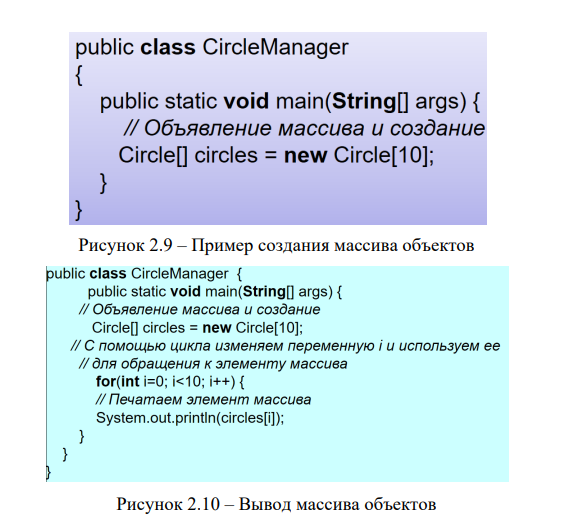 public class CircleManager
{
public static void main(String[] args) {
// Объявление массива и создание
Circle[] circles = new Circle[10];
}
}
Рисунок 2.9 – Пример создания массива объектов
public class CircleManager {
public static void main(String[] args) {
// Объявление массива и создание
Circle[] circles = new Circle[10];
// С помощью цикла изменяем переменную i и используем ее
// для обращения к элементу массива
for(int i=0; i<10; i++) {
// Печатаем элемент массива
System.out.println(circles[i]);
}
}
}
Рисунок 2.10 – Вывод массива объектов